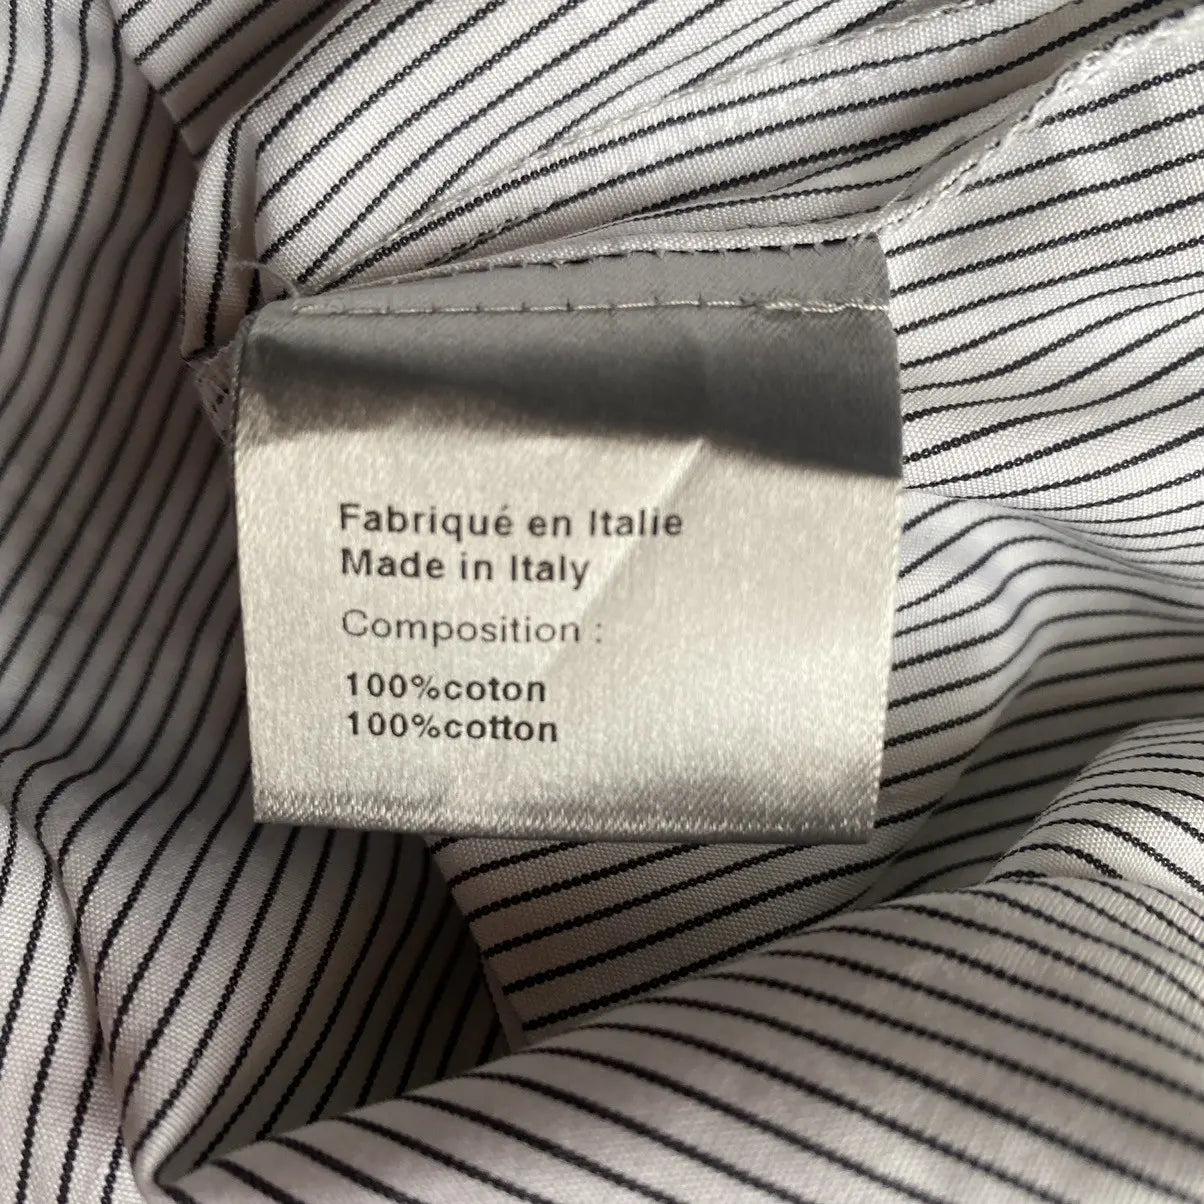 Fabriqué en Italie
Made in Italy
Composition :
100%coton
100%cotton